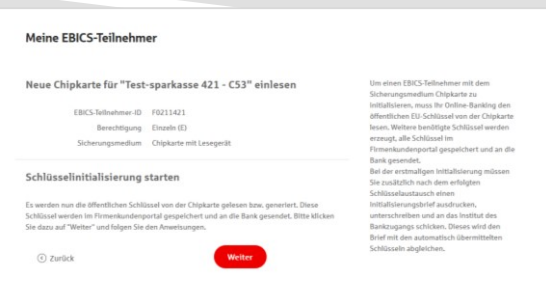 Meine EBICS-Teilnehmer
Neue Chipkarte für "Test-sparkasse 421 - C53" einlesen
EBICS-Teilnehmer-ID F0211421
Berechtigung Einzeln (E)
Sicherungsmedium Chipkarte mit Lesegerät
Schlüsselinitialisierung starten
Es werden nun die öffentlichen Schlüssel von der Chipkarte gelesen bzw. generiert. Diese
Schlüssel werden im Firmenkundenportal gespeichert und an die Bank gesendet. Bitte klicken
Sie dazu auf "Weiter" und folgen Sie den Anweisungen.
Zurück
Weiter
Um einen EBICS-Teilnehmer mit dem
Sicherungsmedium Chipkarte zu
initialisieren, muss Ihr Online-Banking den
öffentlichen EU-Schlüssel von der Chipkarte
lesen. Weitere benötigte Schlüssel werden
erzeugt, alle Schlüssel im
Firmenkundenportal gespeichert und an die
Bank gesendet.
Bei der erstmaligen Initialisierung müssen
Sie zusätzlich nach dem erfolgten
Schlüsselaustausch einen
Initialisierungsbrief ausdrucken,
unterschreiben und an das Institut des
Bankzugangs schicken. Dieses wird den
Brief mit den automatisch übermittelten
Schlüsseln abgleichen.